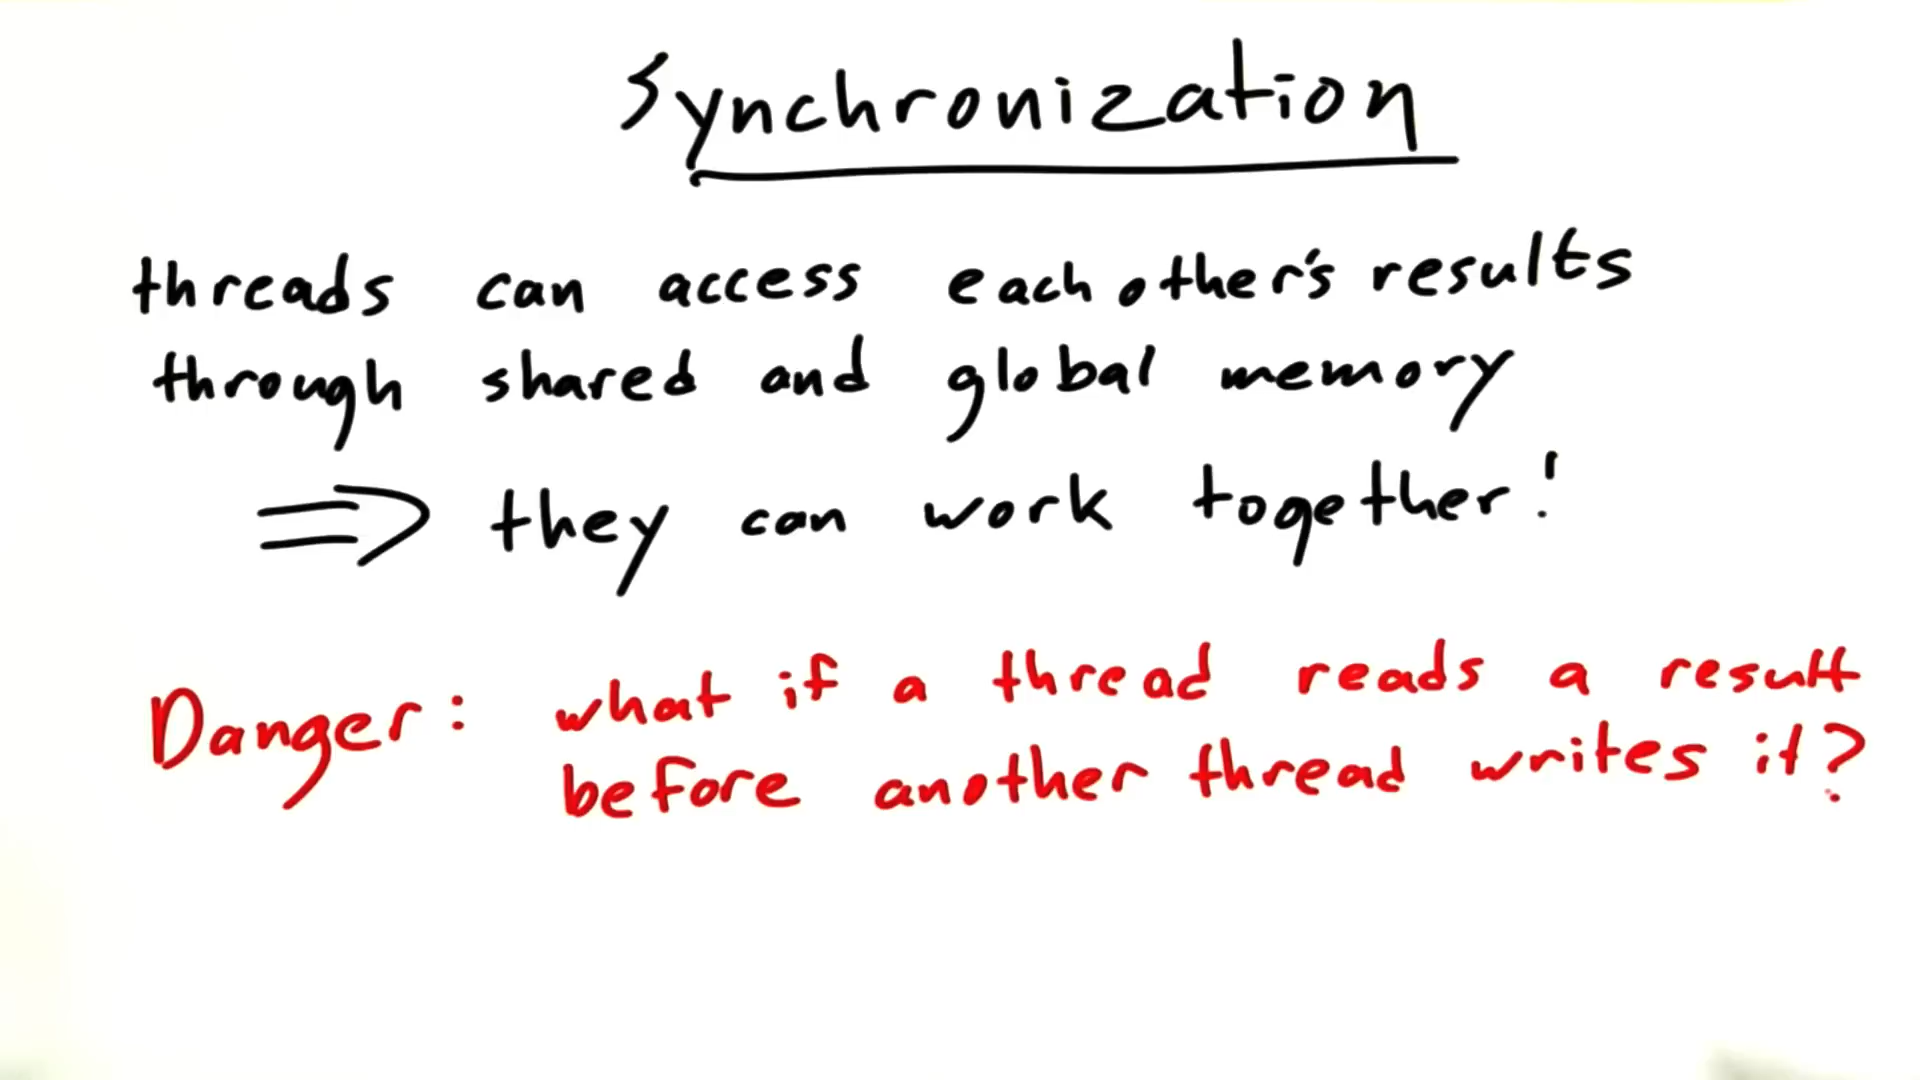 Synchronization
threads can access each other's results
through shared and global memory
⇒ they can work together!
Danger: what if a thread reads a result
before another thread writes it?